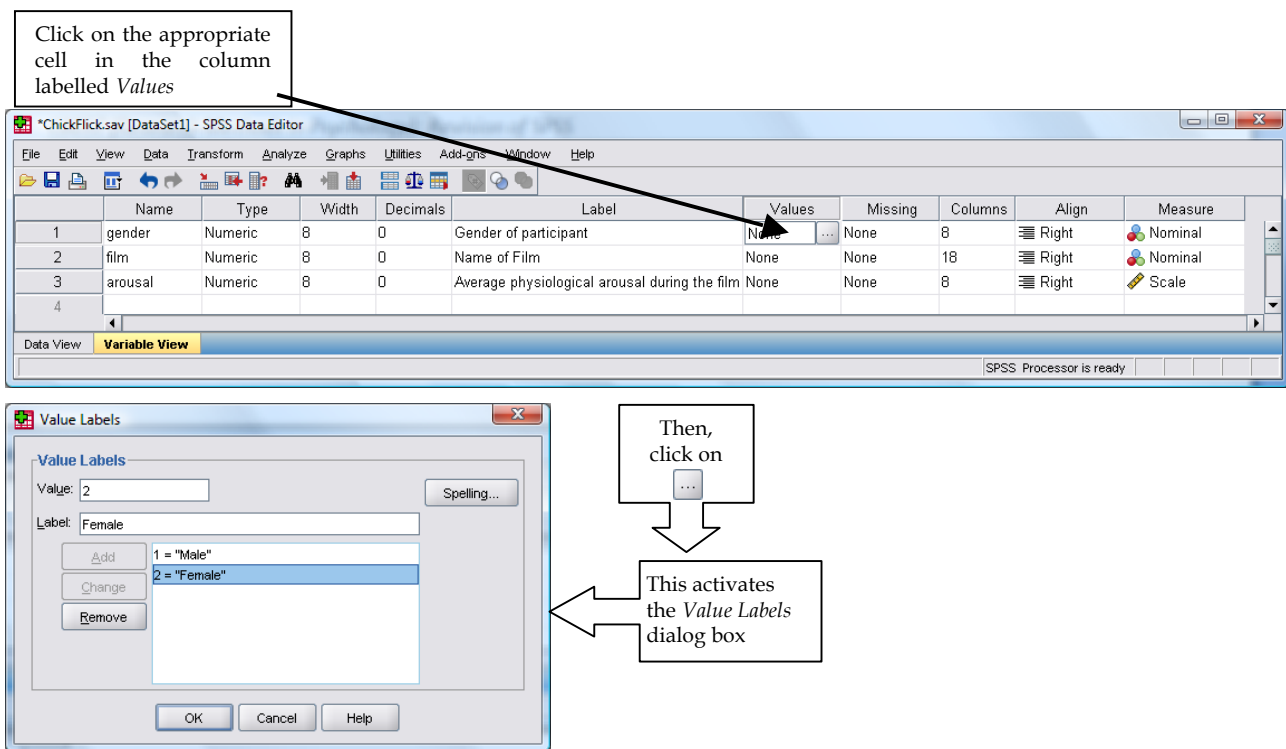 Click on the appropriate
cell in the column
labelled Values
*ChickFlick.sav [DataSet1] - SPSS Data Editor
File Edit View Data Transform Analyze Graphs Utilities Add-ons Window Help
Name Type Width Decimals Label Values Missing Columns Align Measure
1 gender Numeric 8 0 Gender of participant None ... None 8 Right Nominal
2 film Numeric 8 0 Name of Film None None 18 Right Nominal
3 arousal Numeric 8 0 Average physiological arousal during the film None None 8 Right Scale
4
Data View Variable View
SPSS Processor is ready
Value Labels
Value Labels
Value: 2
Spelling...
Label: Female
Add
Change
Remove
1 = "Male"
2 = "Female"
OK Cancel Help
Then,
click on
...
This activates
the Value Labels
dialog box